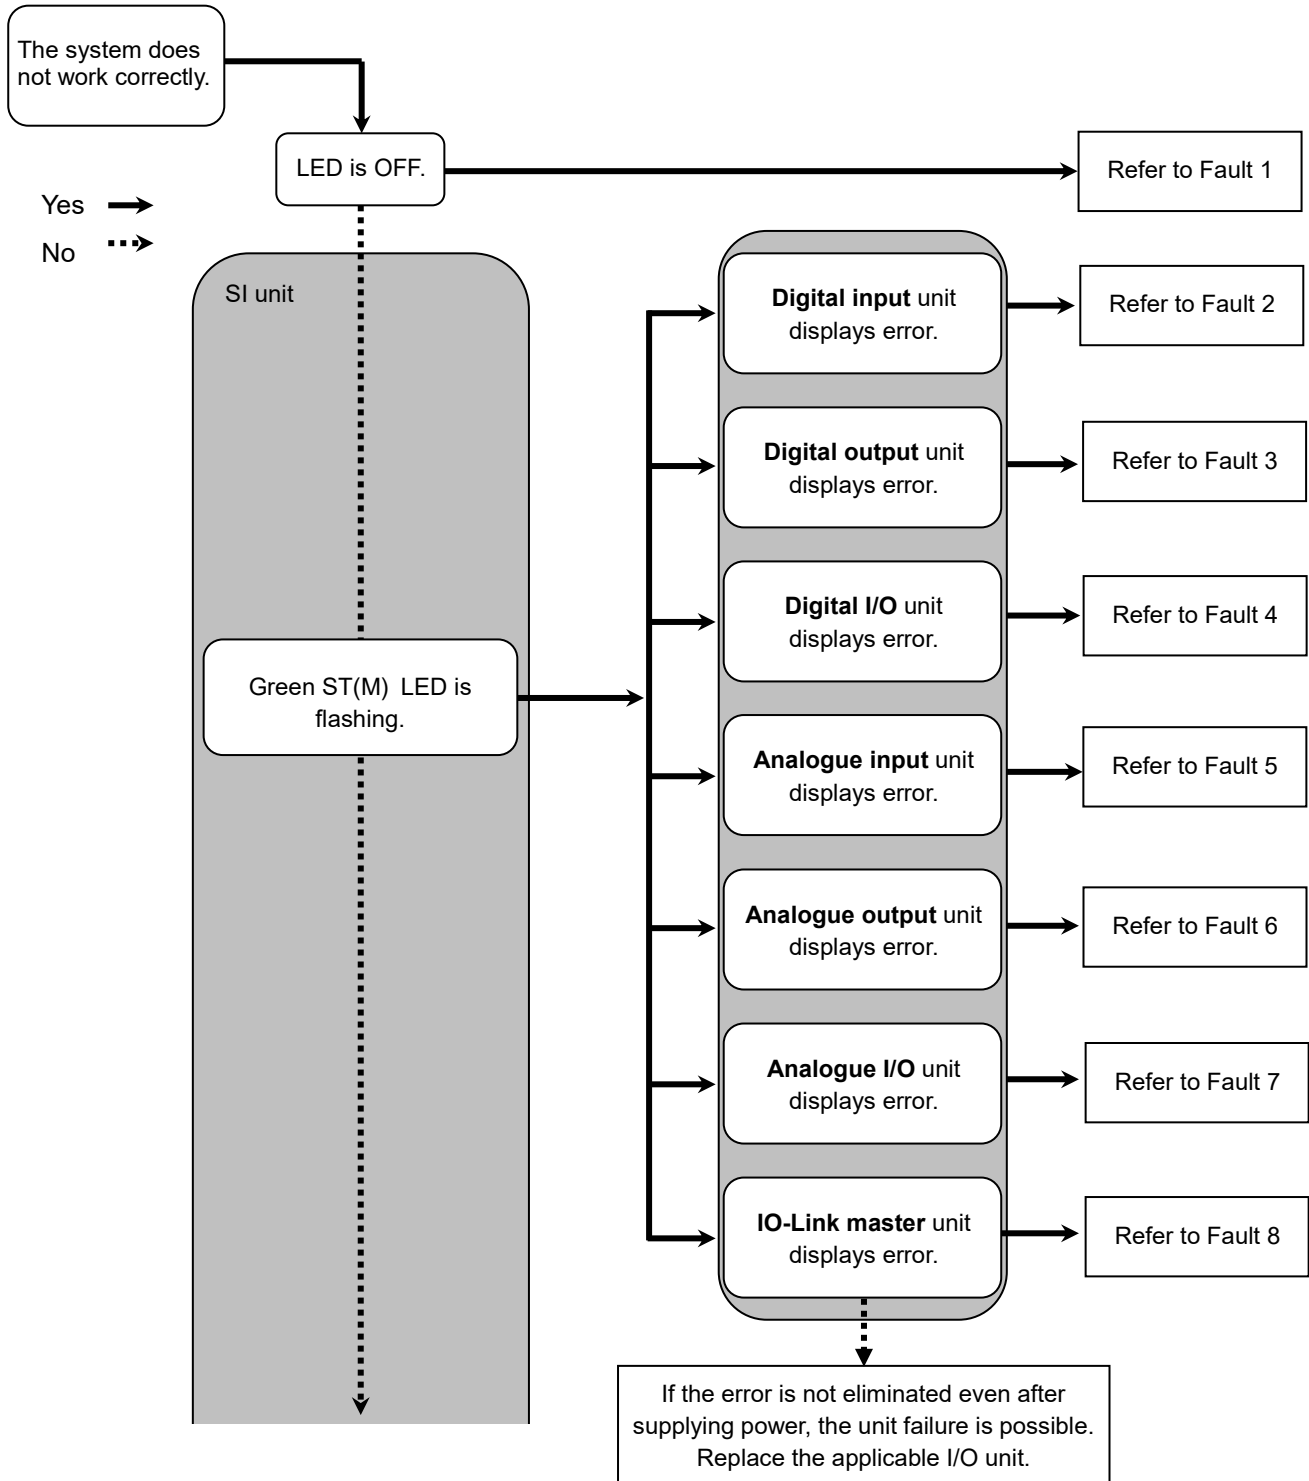 The system does
not work correctly.
LED is OFF.
Refer to Fault 1
Yes
No
SI unit
Digital input unit
displays error.
Refer to Fault 2
Digital output unit
displays error.
Refer to Fault 3
Digital I/O unit
displays error.
Refer to Fault 4
Green ST(M) LED is
flashing.
Analogue input unit
displays error.
Refer to Fault 5
Analogue output unit
displays error.
Refer to Fault 6
Analogue I/O unit
displays error.
Refer to Fault 7
IO-Link master unit
displays error.
Refer to Fault 8
If the error is not eliminated even after
supplying power, the unit failure is possible.
Replace the applicable I/O unit.